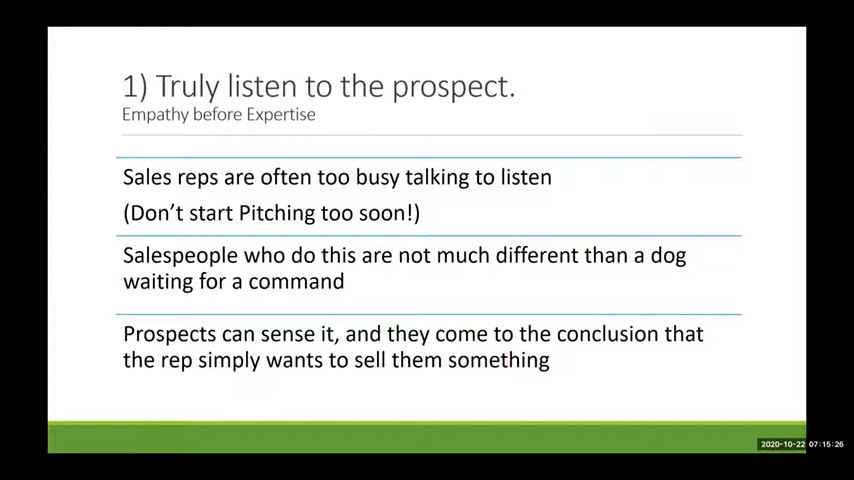 1) Truly listen to the prospect.
Empathy before Expertise
Sales reps are often too busy talking to listen
(Don’t start Pitching too soon!)
Salespeople who do this are not much different than a dog
waiting for a command
Prospects can sense it, and they come to the conclusion that
the rep simply wants to sell them something
2020-10-22 07:15:26